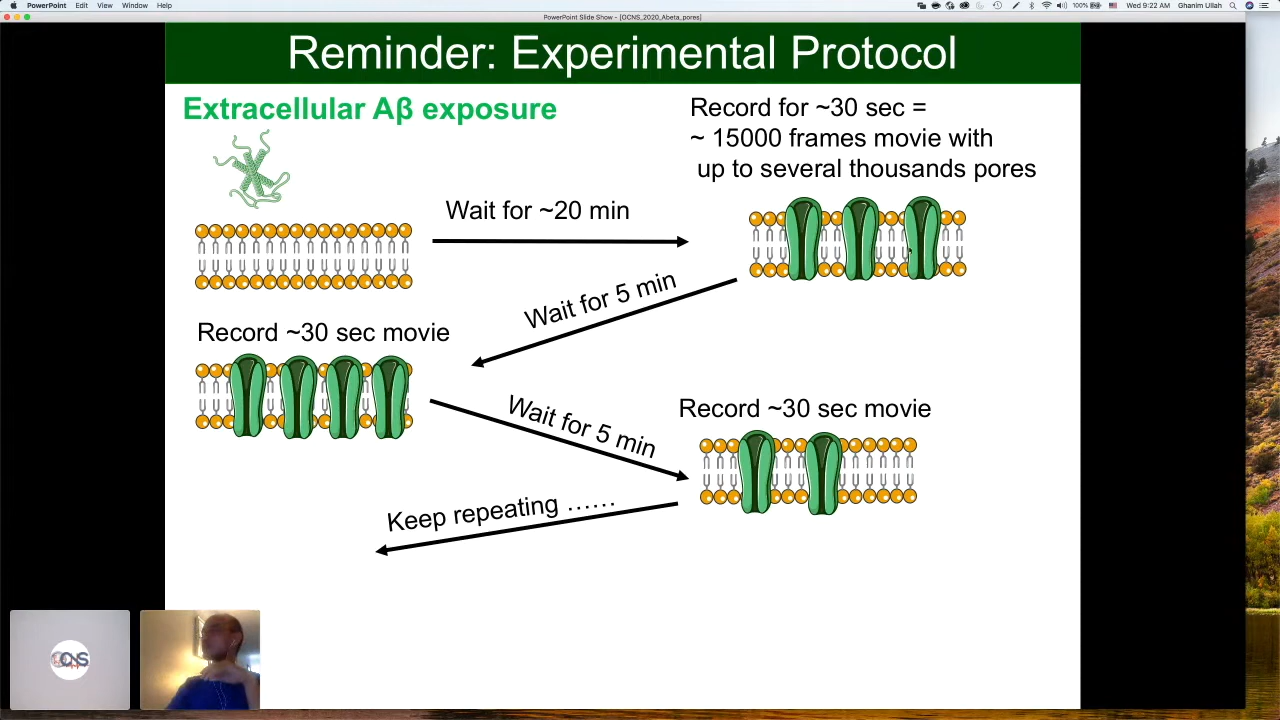 PowerPoint Edit View Window Help 100% Wed 9:22 AM Ghanim Ullah
PowerPoint Slide Show - [OCNS_2020_Abeta_pores]
Reminder: Experimental Protocol
Extracellular Aβ exposure
Record for ~30 sec =
~ 15000 frames movie with
up to several thousands pores
Wait for ~20 min
Wait for 5 min
Record ~30 sec movie
Wait for 5 min
Record ~30 sec movie
Keep repeating ......
OCNS